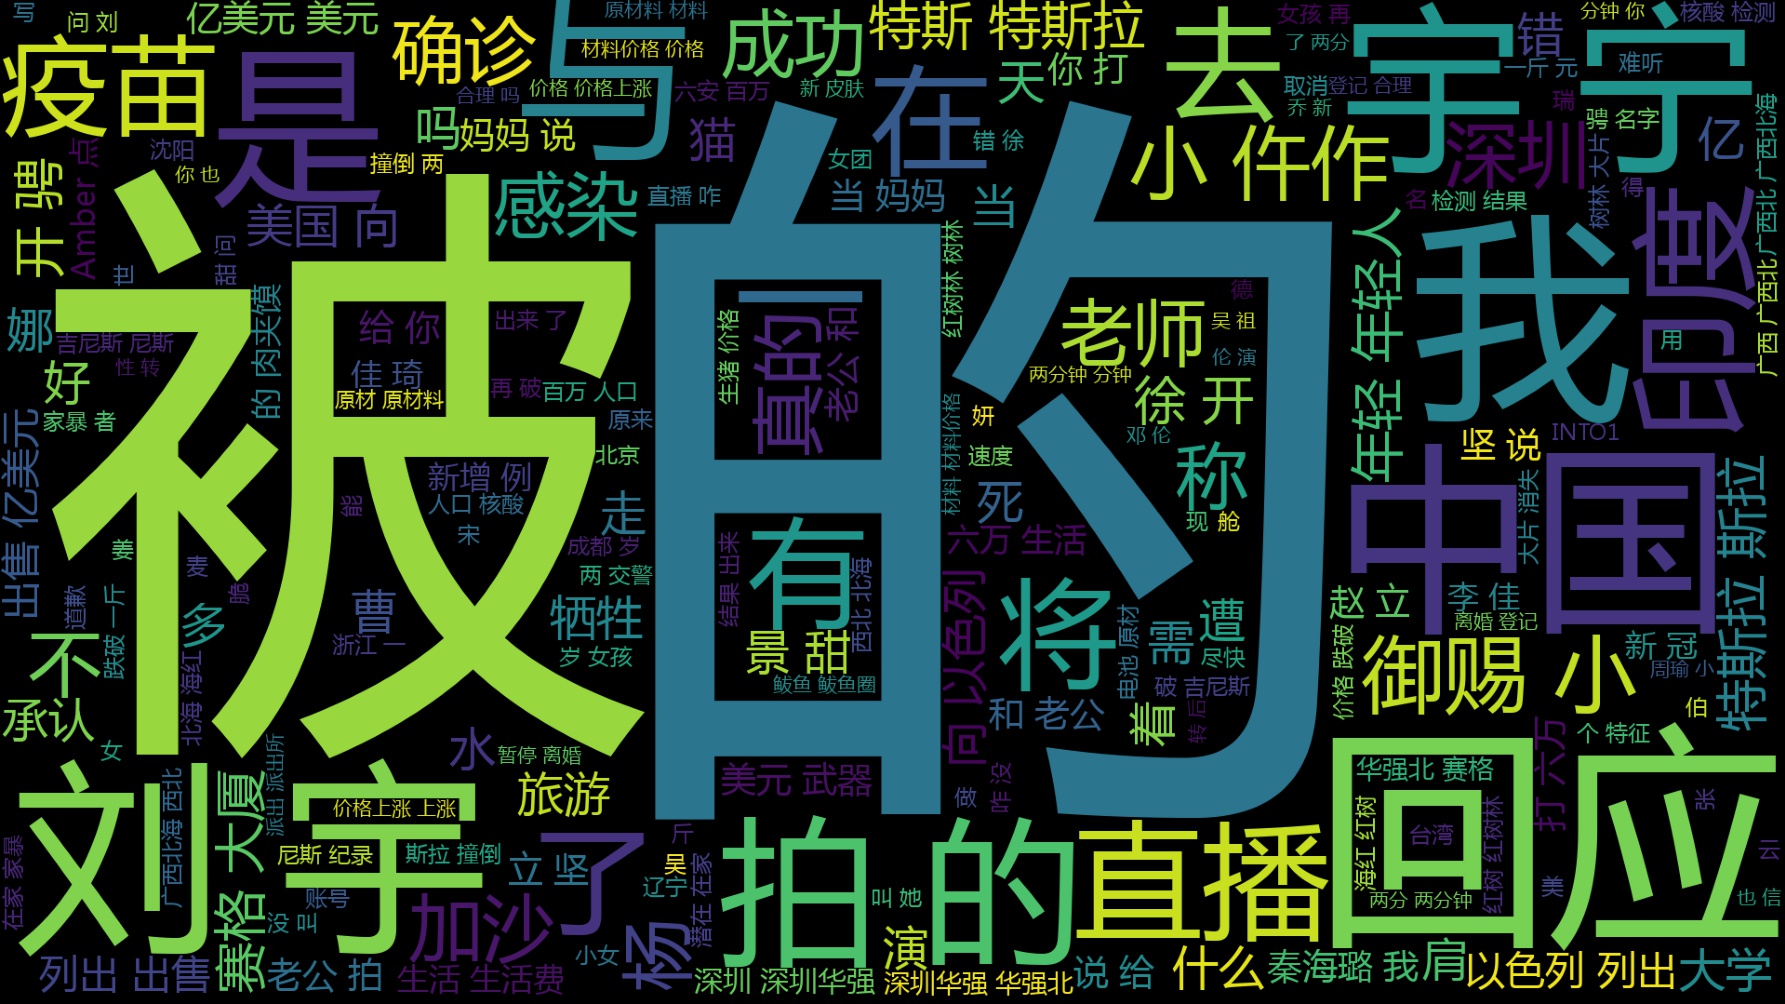 写
问 刘
亿美元 美元
原材料 材料
确诊
与
材料价格 价格
价格 价格上涨
合理 吗
成功
特斯 特斯拉
天
你 打
去
女孩 再
了 两分
取消
登记 合理
乔 新
宇宁
错
分钟 你
核酸 检测
一斤 元
难听
疫苗
是
吗
妈妈 说
六安 百万
新 皮肤
猫
在
错 徐
小 仵作
深圳
瑞
骋 名字
亿
沈阳
你 也
撞倒 两
开 骋
Amber 点
美国 向
甜 问
世
感染
直播 咋
女团
当 妈妈
当
名
检测 结果
得
树林 大片
广西 广西北 广西北 广西北海
印度
被
的
我
年轻 年轻人
娜
吉尼斯 尼斯
性 转
好
家暴 者
的 肉夹馍
给 你
出来 了
佳 琦
原材 原材料
再 破
百万 人口
原来
北京
生猪 价格
真的
老公 和
红树林 树林
老师
德
吴 祖
伦 演
两分钟 分钟
徐 开
妍
邓 伦
用
速度
材料 材料价格
坚 说
INTO1
出售 亿美元
新增 例
人口 核酸
能
宋
走
成都 岁
两 交警
死
称
现 舱
中国
大片 消失
特斯拉 斯拉
姜
麦
脆
道歉
跌破 一斤
多
曹
浙江 一
牺牲
岁 女孩
结果 出来
有
西北 北海
六万 生活
向 以色列
将
电池 原材
需
遭
尽快
赵 立
李 佳
离婚 登记
不
北海 海红
景 甜
鲅鱼 鲅鱼圈
破 吉尼斯
价格 跌破
御赐 小
新 冠
周瑜 小
伯
承认
女
水
暂停 离婚
和 老公
着
转 后
个 特征
刘宇
大厦
派出 派出所
旅游
美元 武器
做
咋 没
回应
华强北 赛格
打 六万
张
广西北海 西北
价格上涨 上涨
尼斯 纪录
斯拉 撞倒
立 坚
了
斤
吴
辽宁
拍 的
直播
海红 红树
台湾
红树 红树林
云
在家 家暴
赛格
账号
没 叫
加沙
小女
杨
潜在 在家
叫 她
演
两分 两分钟
美
也 信
列出 出售
老公 拍
生活 生活费
深圳 深圳华强
深圳华强 华强北
说 给
什么
秦海璐 我
肩
以色列 列出
大学